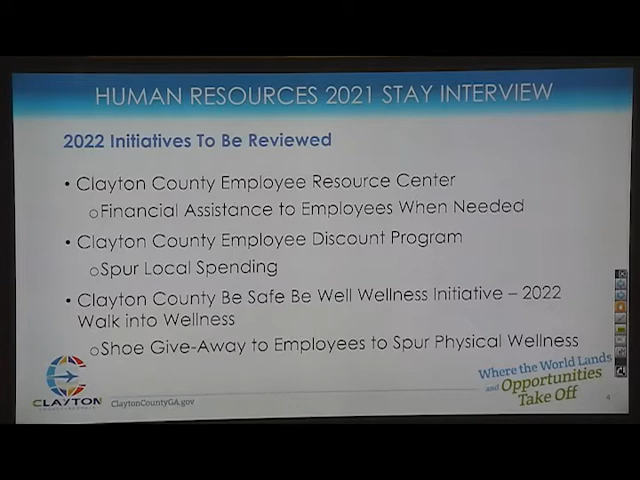 HUMAN RESOURCES 2021 STAY INTERVIEW
2022 Initiatives To Be Reviewed
• Clayton County Employee Resource Center
oFinancial Assistance to Employees When Needed
• Clayton County Employee Discount Program
oSpur Local Spending
• Clayton County Be Safe Be Well Wellness Initiative – 2022
Walk into Wellness
oShoe Give-Away to Employees to Spur Physical Wellness
CLAYTON
ClaytonCountyGA.gov
Where the World Lands
and Opportunities
Take Off
4